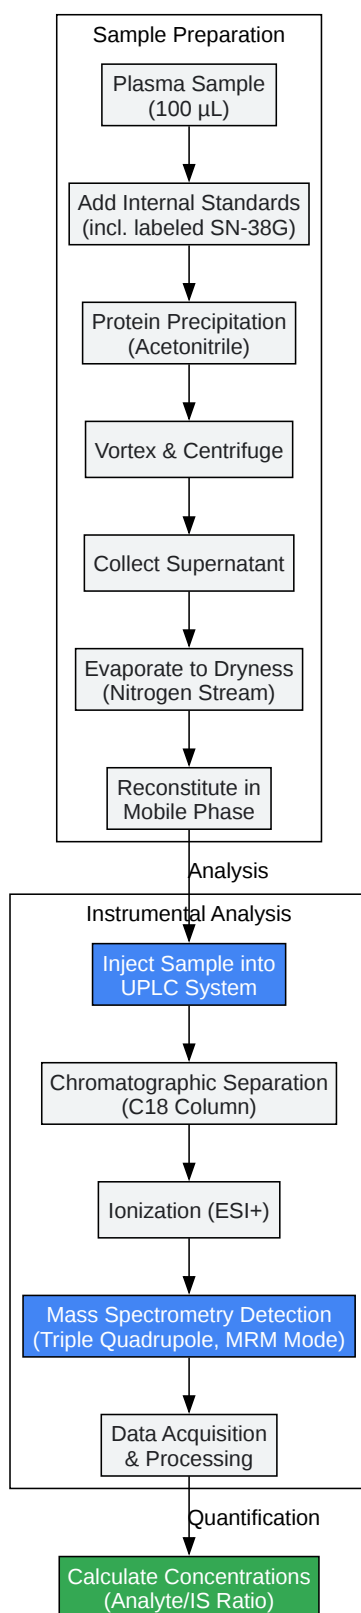 Sample Preparation
Plasma Sample
(100 µL)
Add Internal Standards
(incl. labeled SN-38G)
Protein Precipitation
(Acetonitrile)
Vortex & Centrifuge
Collect Supernatant
Evaporate to Dryness
(Nitrogen Stream)
Reconstitute in
Mobile Phase
Analysis
Instrumental Analysis
Inject Sample into
UPLC System
Chromatographic Separation
(C18 Column)
Ionization (ESI+)
Mass Spectrometry Detection
(Triple Quadrupole, MRM Mode)
Data Acquisition
& Processing
Quantification
Calculate Concentrations
(Analyte/IS Ratio)